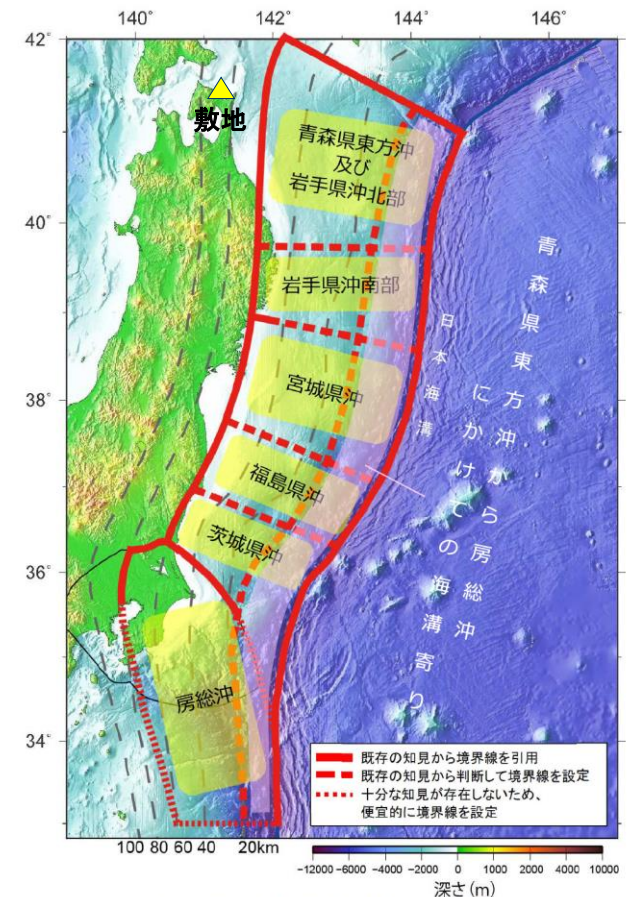 140°
142°
144°
146°
42°
敷地
青森県東方沖
及び
岩手県沖北部
40°
岩手県沖南部
日本海溝
青森県東方沖から房総沖
にかけての海溝寄り
38°
宮城県沖
福島県沖
茨城県沖
36°
房総沖
34°
既存の知見から境界線を引用
既存の知見から判断して境界線を設定
十分な知見が存在しないため、
便宜的に境界線を設定
100 80 60 40 20km
-12000 -6000 -4000 -2000 0 1000 2000 4000 10000
深さ(m)